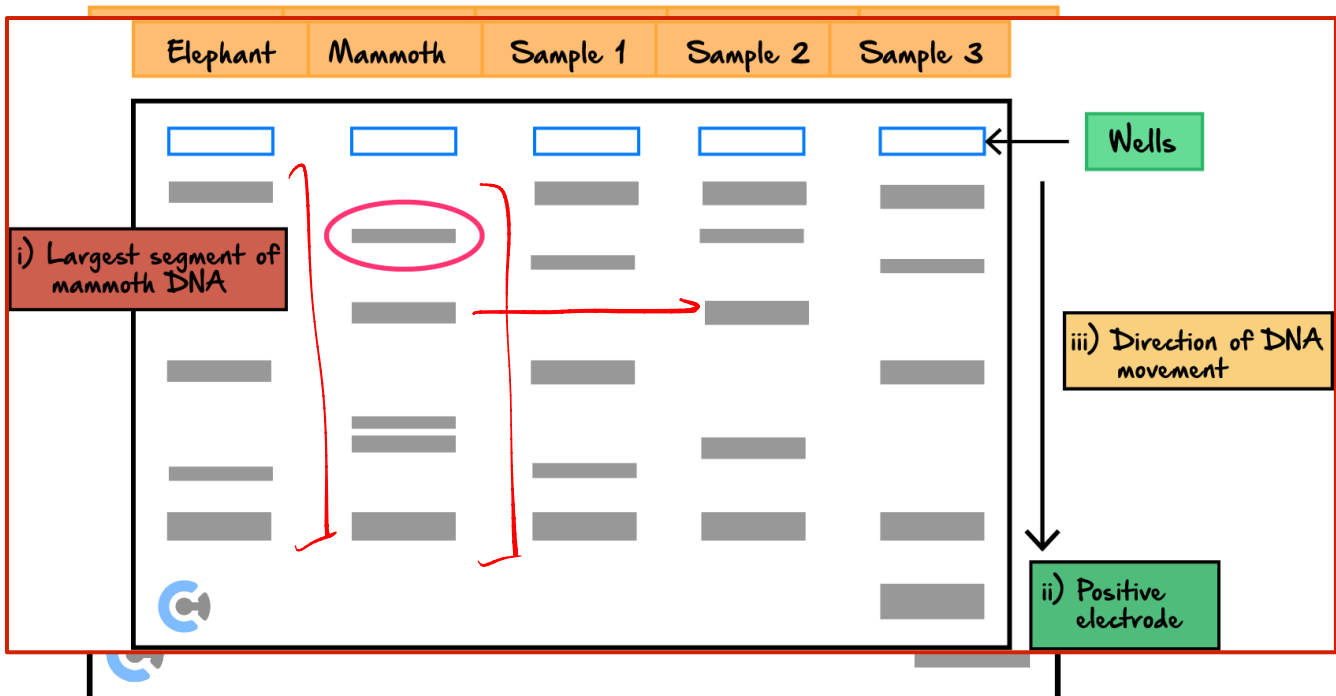 Elephant Mammoth Sample 1 Sample 2 Sample 3
Wells
i) Largest segment of
mammoth DNA
iii) Direction of DNA
movement
ii) Positive
electrode